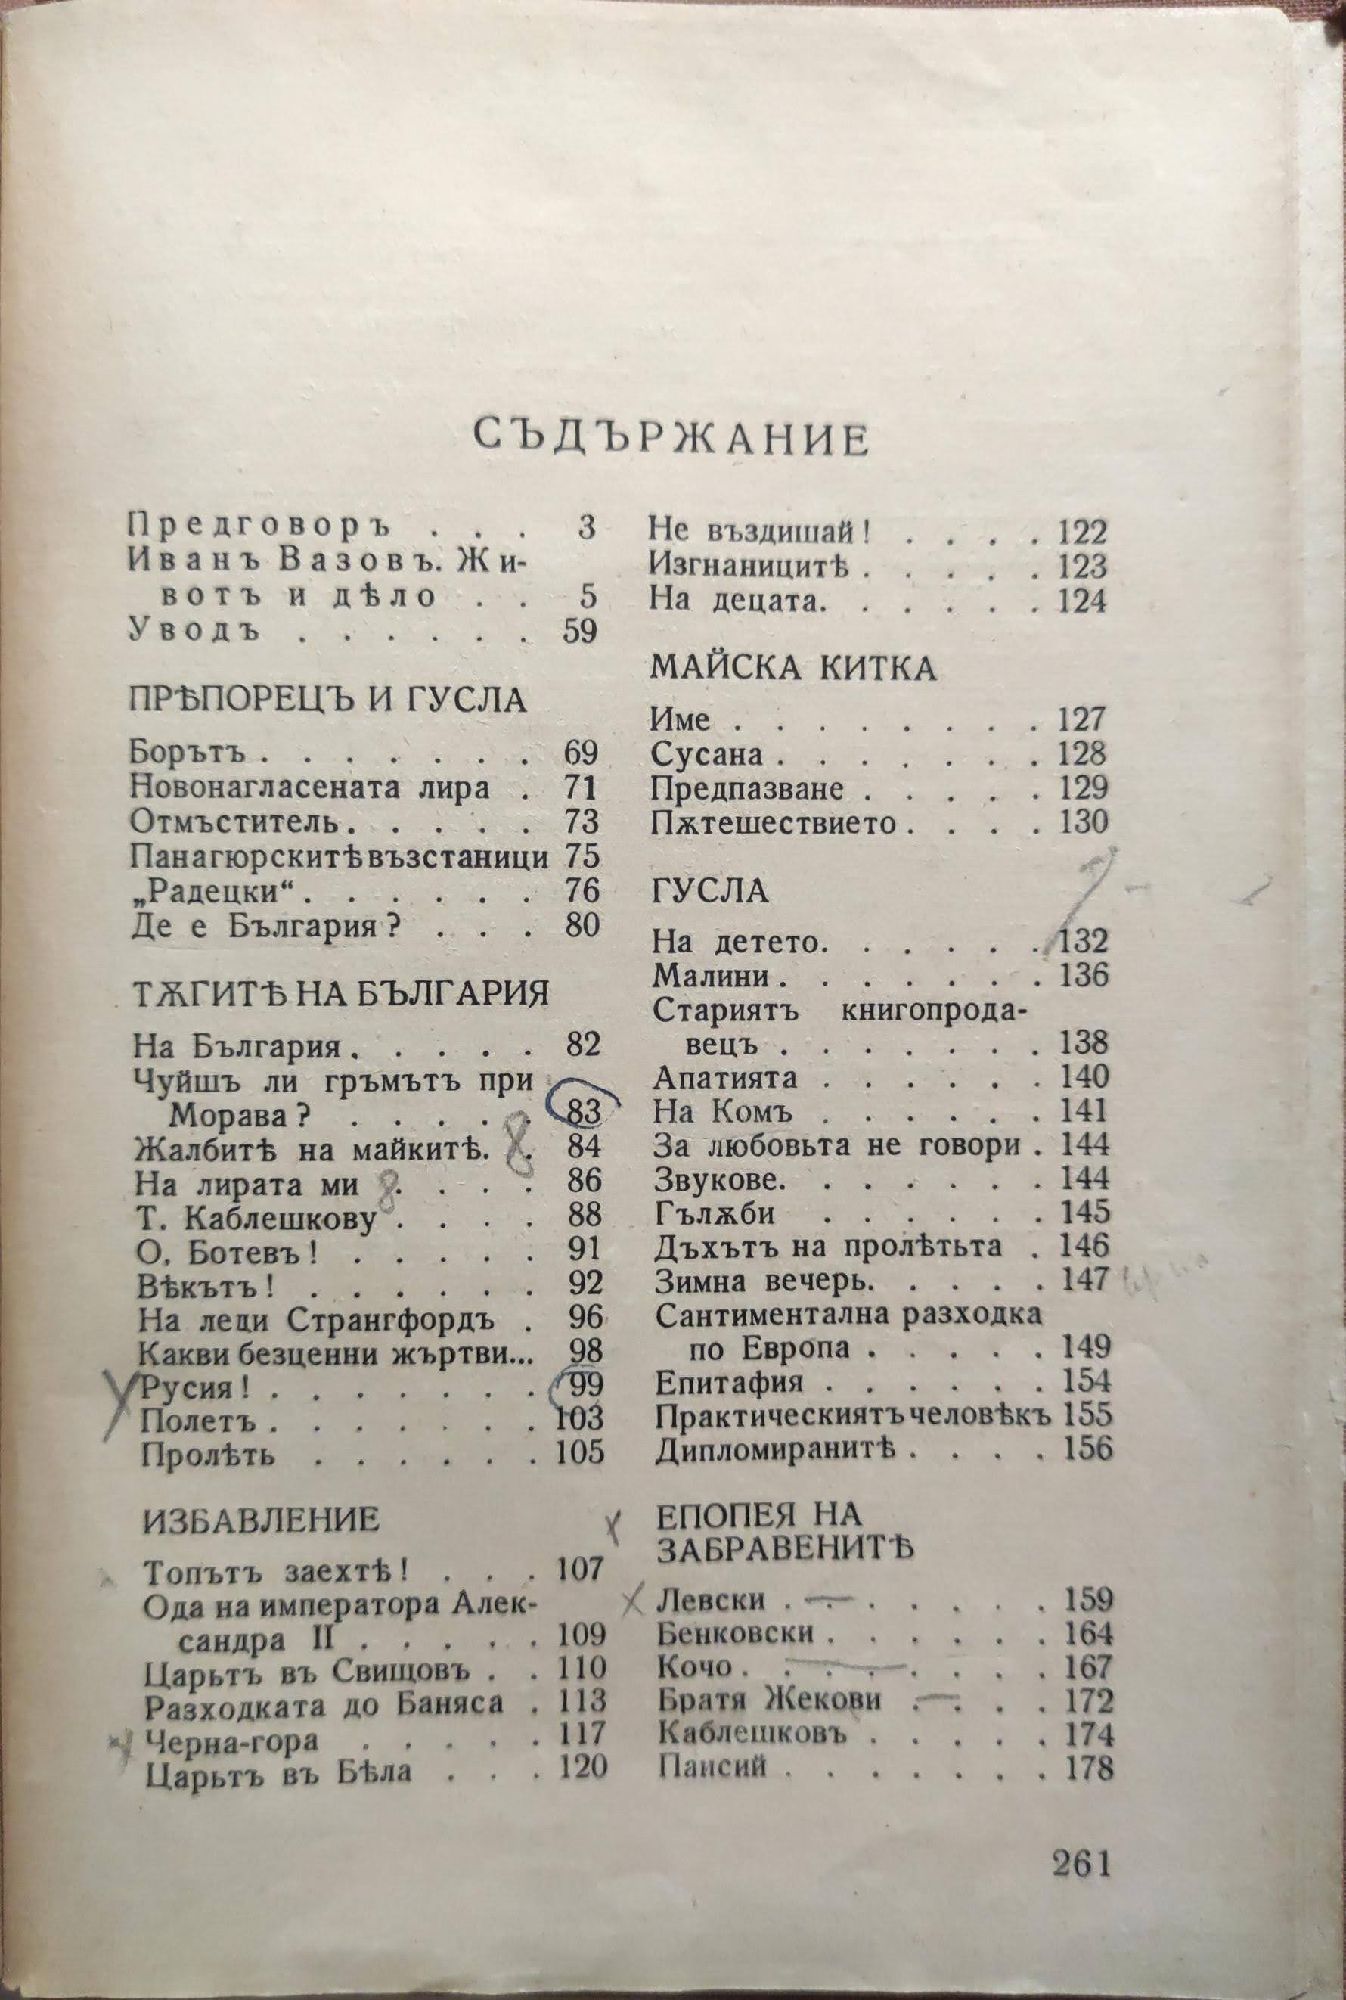 СЪДЪРЖАНИЕ
Предговоръ . . . 3
Иванъ Вазовъ. Жи-
вотъ и дѣло . . 5
Уводъ . . . . . . 59
ПРѢПОРЕЦЪ И ГУСЛА
Борътъ . . . . . . . 69
Новонагласената лира . 71
Отмъститель . . . . . 73
Панагюрскитѣ възстаници 75
„Радецки“ . . . . . . 76
Де е България? . . . 80
ТѪГИТѢ НА БЪЛГАРИЯ
На България . . . . . 82
Чуйшъ ли гръмътъ при
Морава? . . . . . 83
Жалбитѣ на майкитѣ. . 84
На лирата ми . . . . 86
Т. Каблешкову . . . . 88
О, Ботевъ! . . . . . 91
Вѣкътъ! . . . . . . 92
На леди Странгфордъ . 96
Какви безценни жъртви... 98
Русия! . . . . . . . 99
Полетъ . . . . . . . 103
Пролѣть . . . . . . 105
ИЗБАВЛЕНИЕ
Топътъ заехтѣ! . . . 107
Ода на императора Алек-
сандра II . . . . . 109
Царьтъ въ Свищовъ . . 110
Разходката до Баняса . 113
Черна-гора . . . . . 117
Царьтъ въ Бѣла . . . 120
Не въздишай! . . . . 122
Изгнаницитѣ . . . . . 123
На децата. . . . . . 124
МАЙСКА КИТКА
Име . . . . . . . . 127
Сусана . . . . . . . 128
Предпазване . . . . . 129
Пѫтешествието . . . . 130
ГУСЛА
На детето. . . . . . 132
Малини . . . . . . . 136
Стариятъ книгопрода-
вецъ . . . . . . . 138
Апатията . . . . . . 140
На Комъ . . . . . . 141
За любовьта не говори . 144
Звукове. . . . . . . 144
Гълѫби . . . . . . 145
Дъхътъ на пролѣтьта . 146
Зимна вечерь. . . . . 147
Сантиментална разходка
по Европа . . . . . 149
Епитафия . . . . . . 154
Практическиятъ человѣкъ 155
Дипломиранитѣ . . . . 156
ЕПОПЕЯ НА
ЗАБРАВЕНИТѢ
Левски . . . . . . . 159
Бенковски . . . . . . 164
Кочо . . . . . . . . 167
Братя Жекови . . . . 172
Каблешковъ . . . . . 174
Паисий . . . . . . . 178
261